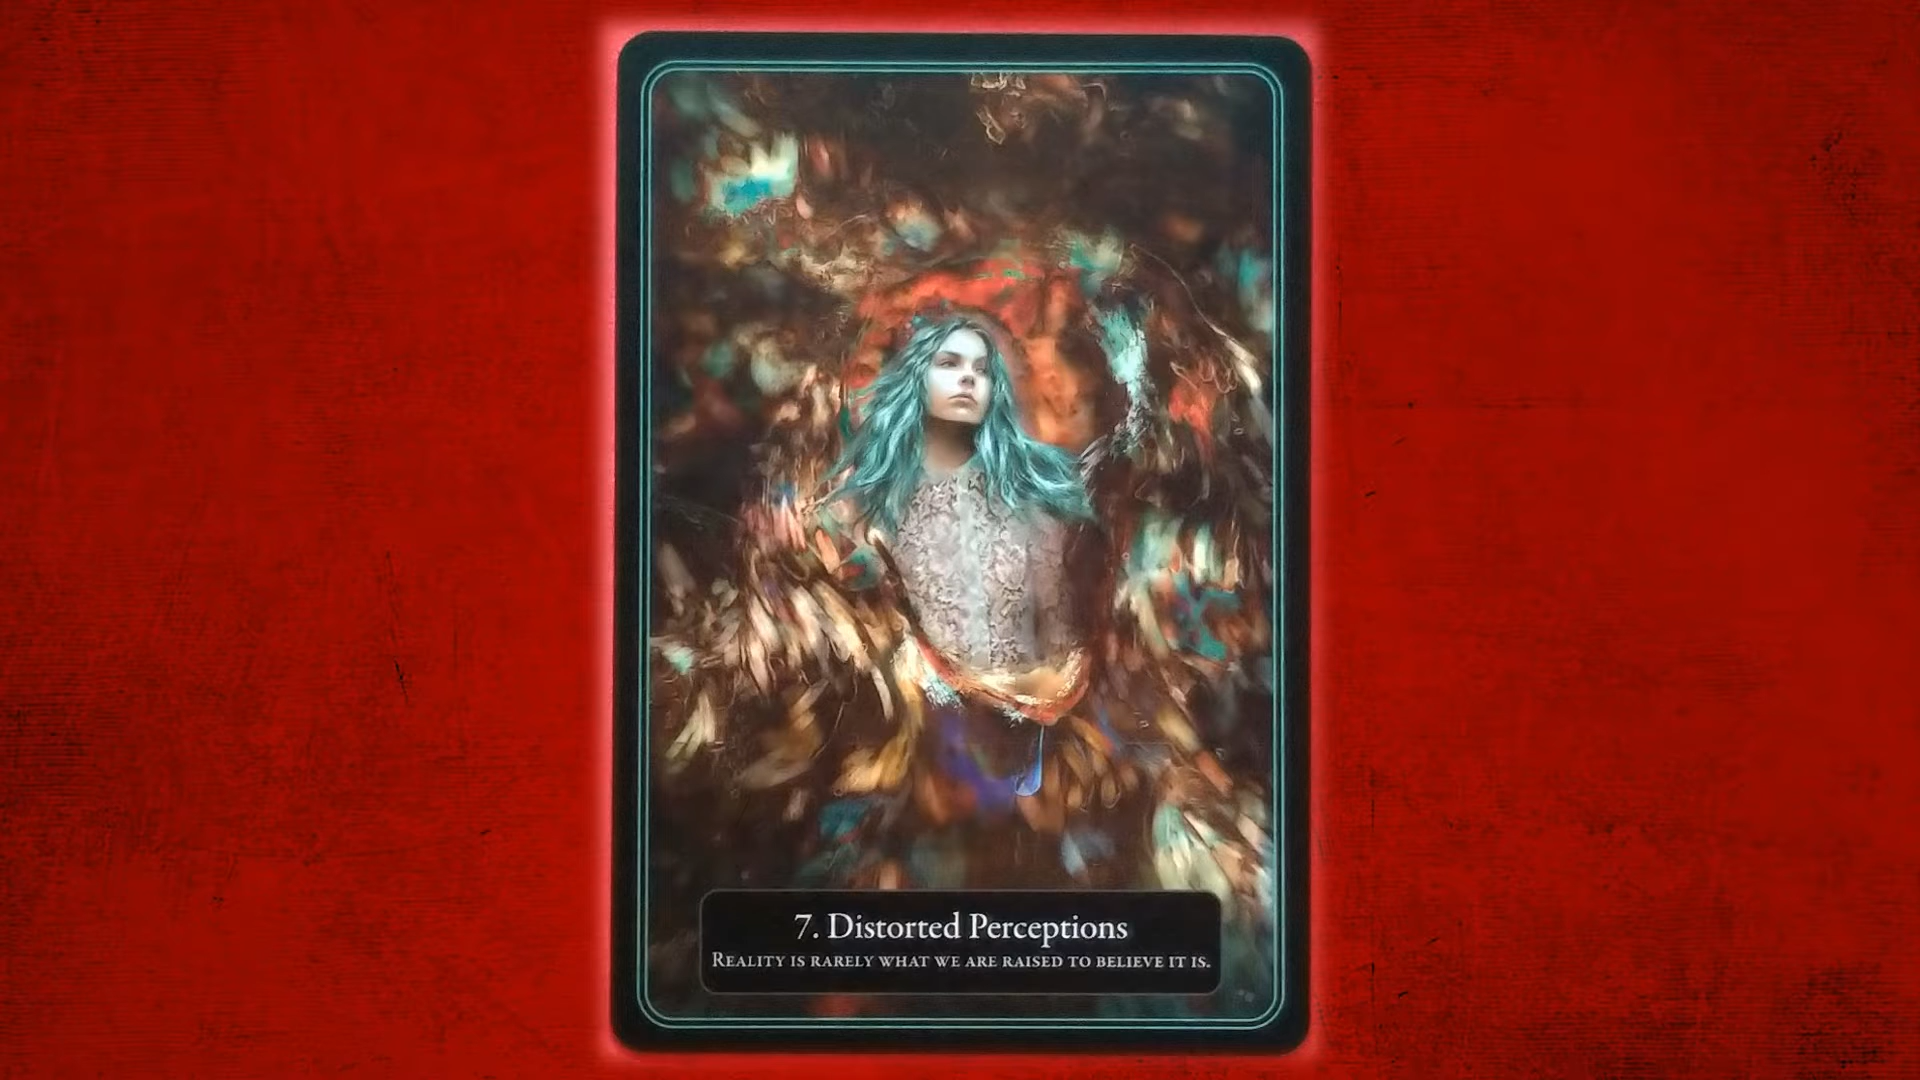 7. Distorted Perceptions
Reality is rarely what we are raised to believe it is.